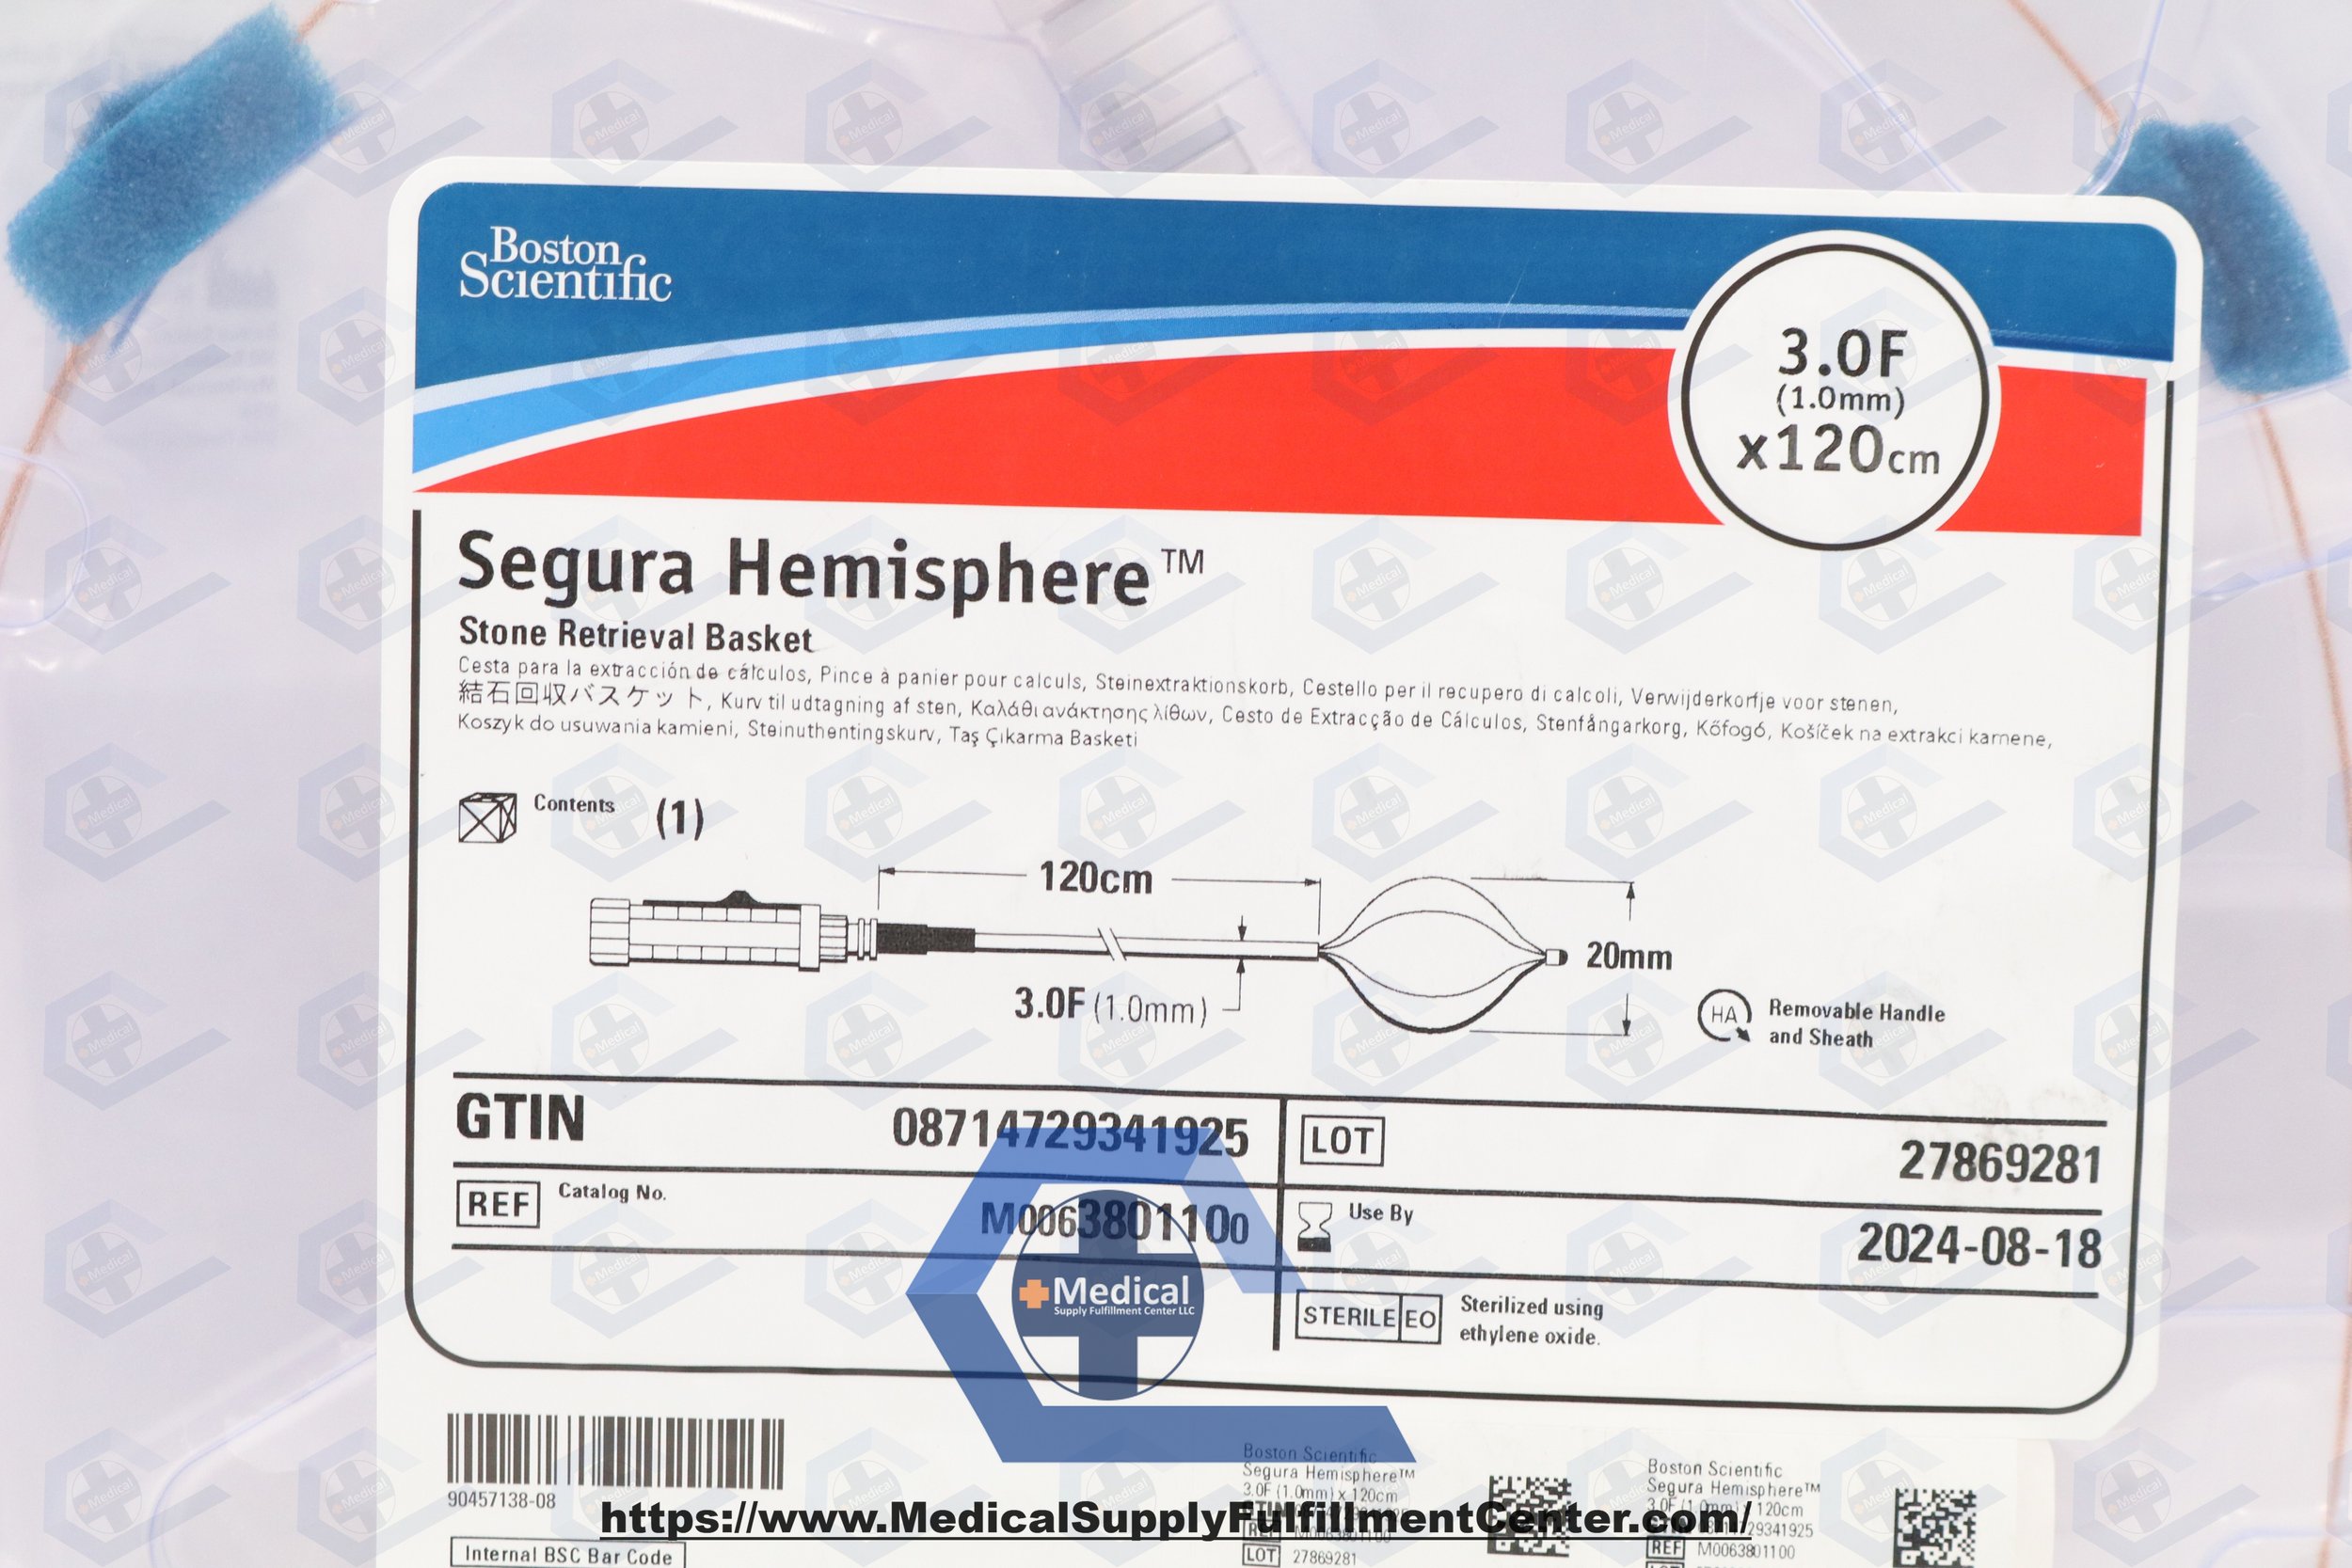 Boston
Scientific
3.0F
(1.0mm)
x120cm
Segura Hemisphere™
Stone Retrieval Basket
Cesta para la extracción de cálculos, Pince à panier pour calculs, Steinextraktionskorb, Cestello per il recupero di calcoli, Verwijderkorfje voor stenen,
結石回収バスケット, Kurv til udtagning af sten, Καλάθι ανάκτησης λίθων, Cesto de Extracção de Cálculos, Stenfångarkorg, Kőfogó, Košíček na extrakci kamene,
Koszyk do usuwania kamieni, Steinuthentingskurv, Taş Çıkarma Basketi
Contents (1)
120cm
20mm
3.0F (1.0mm)
HA Removable Handle
and Sheath
GTIN 08714729341925
LOT 27869281
REF Catalog No. M0063801100
Use By 2024-08-18
STERILE EO Sterilized using
ethylene oxide.
Medical
Supply Fulfillment Center LLC
90457138-08
Internal BSC Bar Code
Boston Scientific
Segura Hemisphere™
3.0F (1.0mm) x 120cm
LOT 27869281
Boston Scientific
Segura Hemisphere™
3.0F (1.0mm) x 120cm
REF M0063801100
https://www.MedicalSupplyFulfillmentCenter.com/